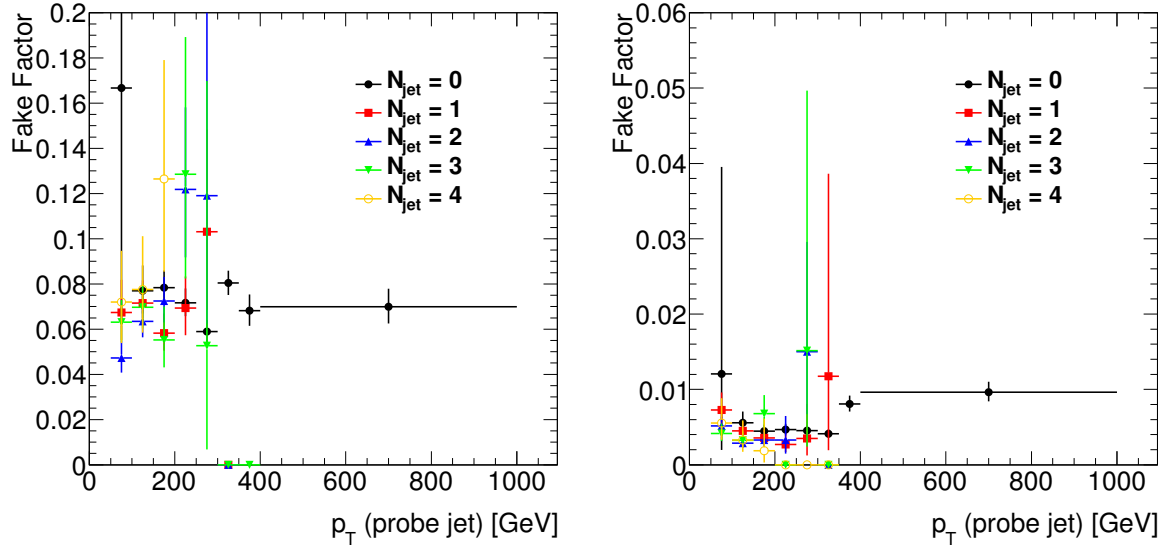 Fake Factor
0.2
0.18
0.16
0.14
0.12
0.1
0.08
0.06
0.04
0.02
0
N_jet = 0
N_jet = 1
N_jet = 2
N_jet = 3
N_jet = 4
0 200 400 600 800 1000
p_T (probe jet) [GeV]
Fake Factor
0.06
0.05
0.04
0.03
0.02
0.01
0
N_jet = 0
N_jet = 1
N_jet = 2
N_jet = 3
N_jet = 4
0 200 400 600 800 1000
p_T (probe jet) [GeV]